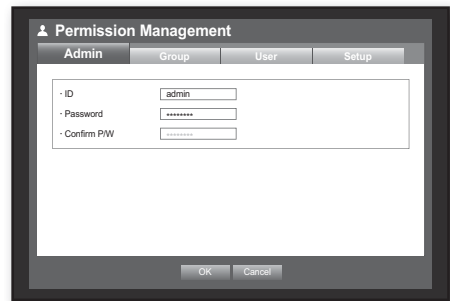 Permission Management
Admin Group User Setup
· ID admin
· Password ********
· Confirm P/W ********
OK Cancel